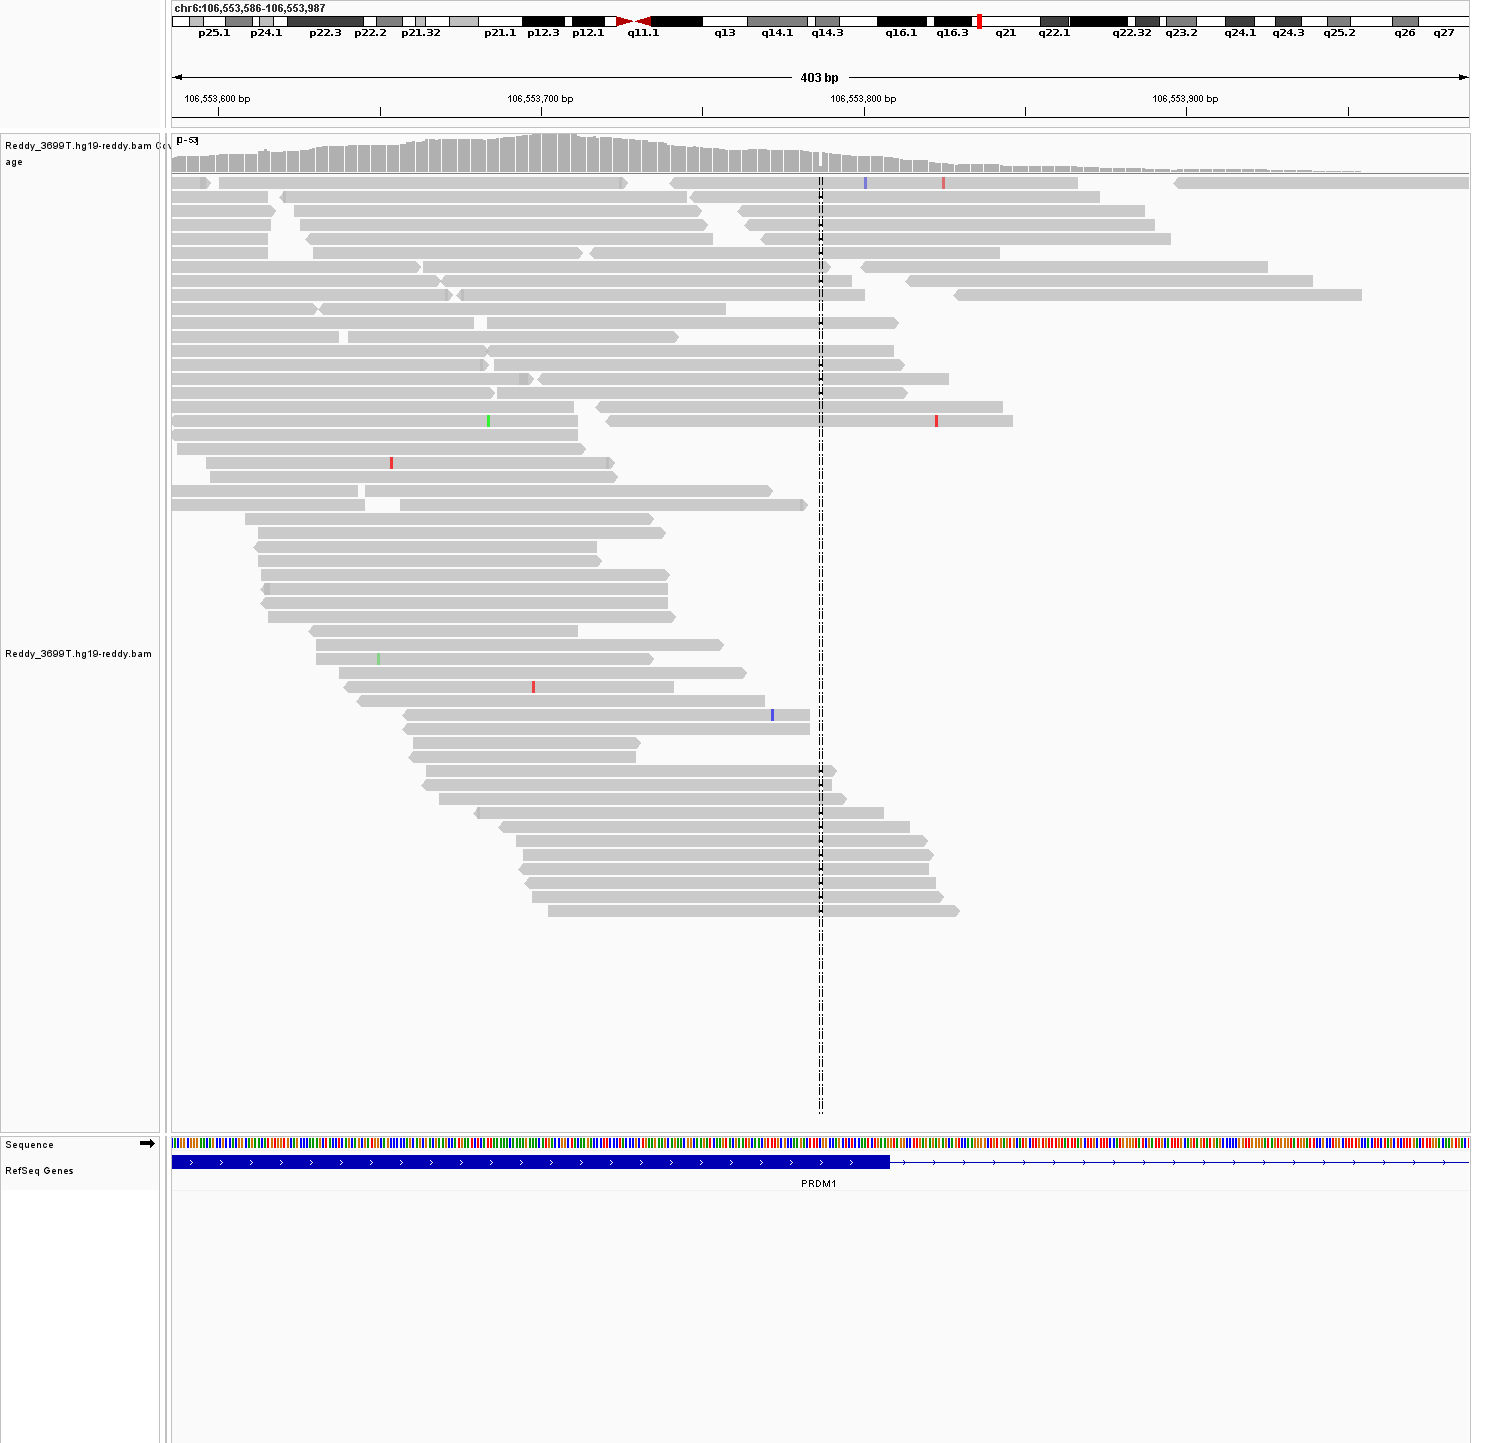 chr6:106,553,586-106,553,987
p25.1 p24.1 p22.3 p22.2 p21.32 p21.1 p12.3 p12.1 q11.1 q13 q14.1 q14.3 q16.1 q16.3 q21 q22.1 q22.32 q23.2 q24.1 q24.3 q25.2 q26 q27
403 bp
106,553,600 bp 106,553,700 bp 106,553,800 bp 106,553,900 bp
[0 - 53]
Reddy_3699T.hg19-reddy.bam
age
Reddy_3699T.hg19-reddy.bam
Sequence
RefSeq Genes
PRDM1